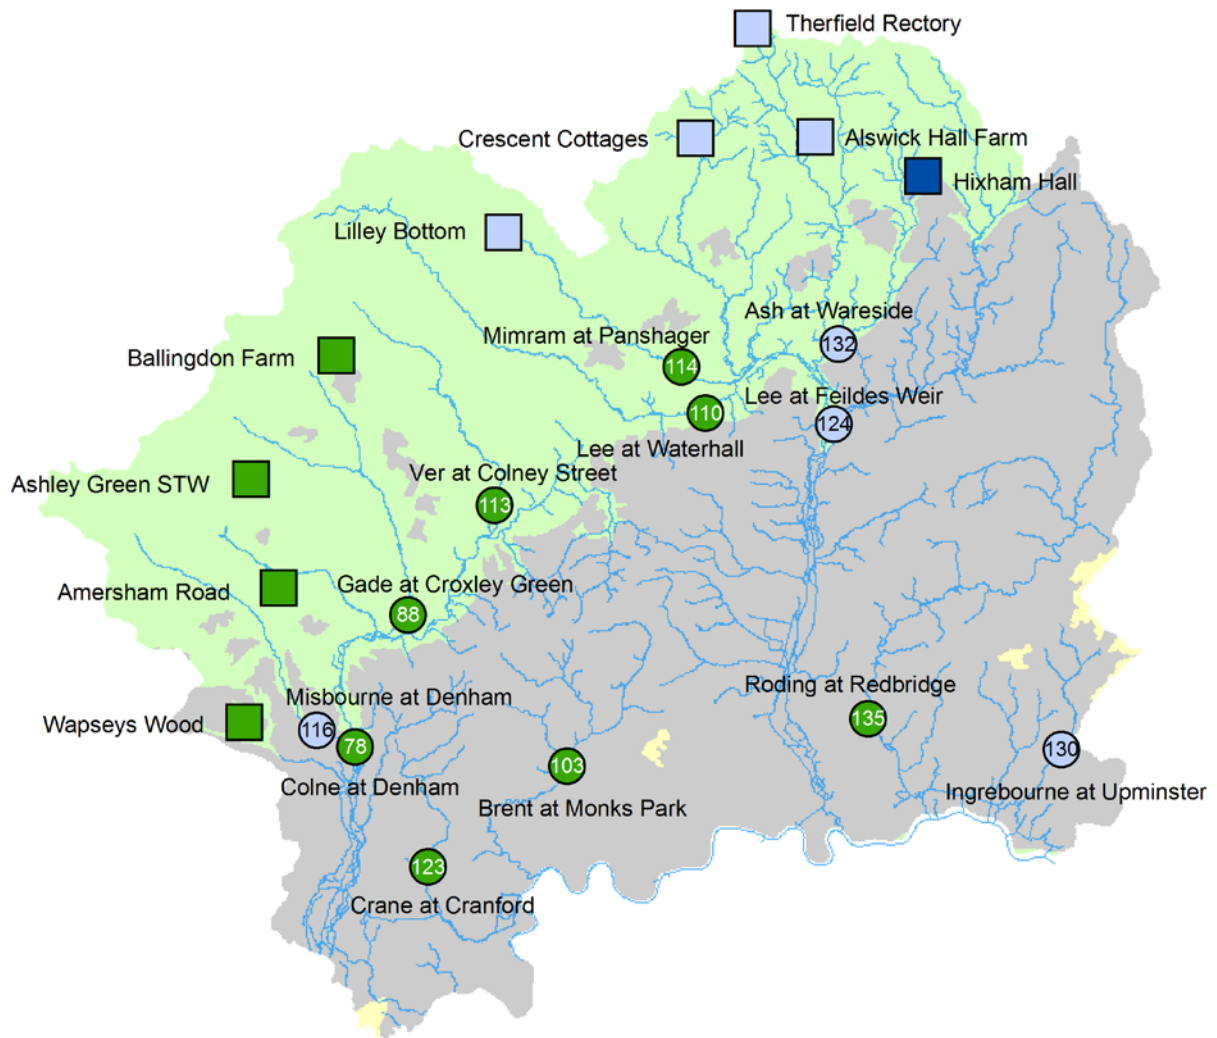 Therfield Rectory
Crescent Cottages
Alswick Hall Farm
Hixham Hall
Lilley Bottom
Ash at Wareside
132
Mimram at Panshager
114
Ballingdon Farm
Lee at Feildes Weir
124
110
Lee at Waterhall
Ver at Colney Street
113
Ashley Green STW
Amersham Road
Gade at Croxley Green
88
Roding at Redbridge
135
Misbourne at Denham
116
Wapseys Wood
78
Colne at Denham
103
Brent at Monks Park
130
Ingrebourne at Upminster
123
Crane at Cranford